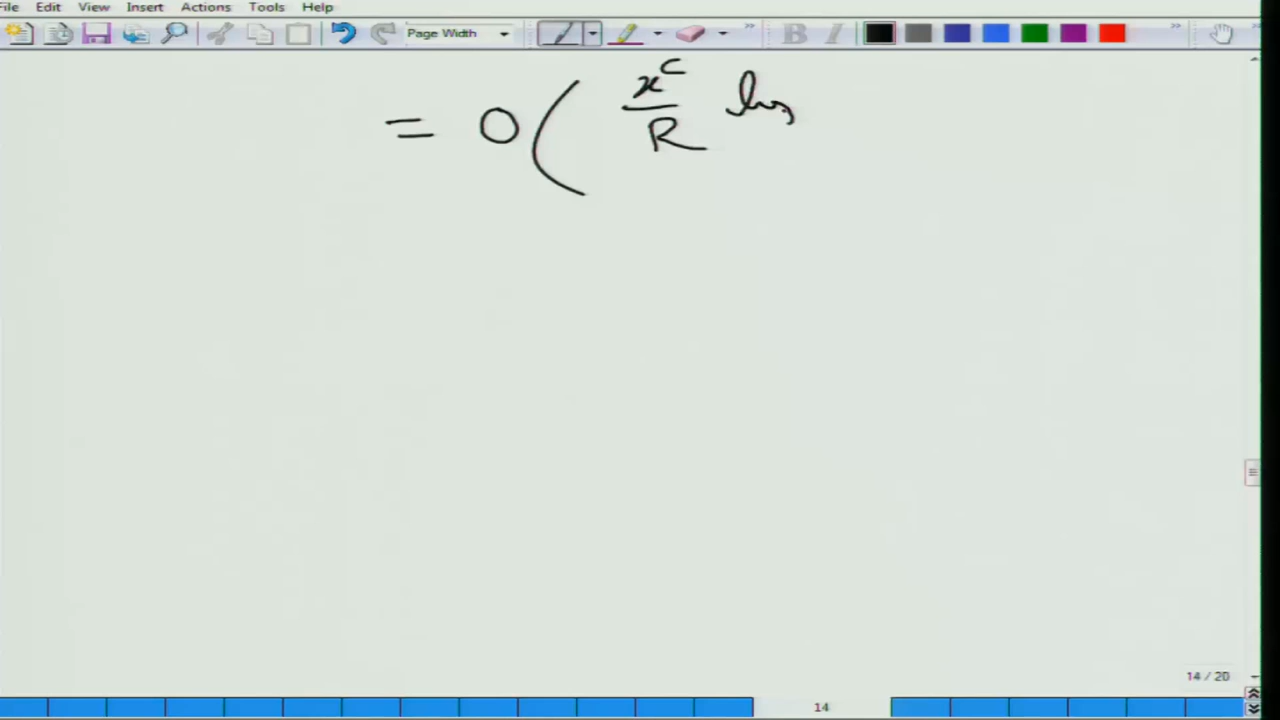 File Edit View Insert Actions Tools Help
Page Width
B I
= O( x^c/R log
14 / 20
14